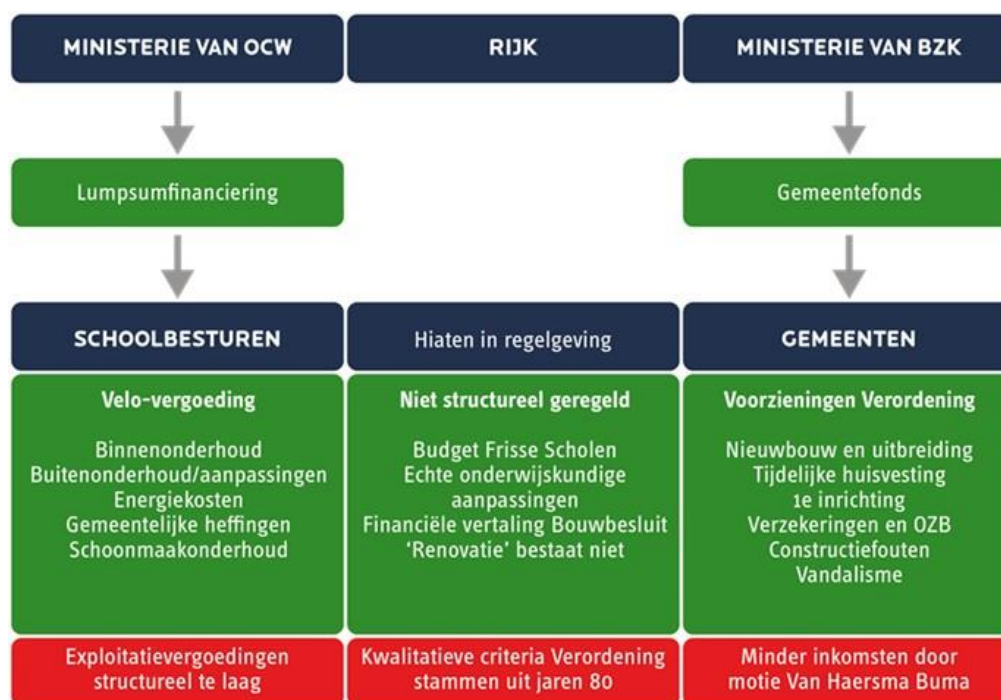 MINISTERIE VAN OCW
RIJK
MINISTERIE VAN BZK
Lumpsumfinanciering
Gemeentefonds
SCHOOLBESTUREN
Hiaten in regelgeving
GEMEENTEN
Velo-vergoeding
Binnenonderhoud
Buitenonderhoud/aanpassingen
Energiekosten
Gemeentelijke heffingen
Schoonmaakonderhoud
Niet structureel geregeld
Budget Frisse Scholen
Echte onderwijskundige
aanpassingen
Financiële vertaling Bouwbesluit
‘Renovatie’ bestaat niet
Voorzieningen Verordening
Nieuwbouw en uitbreiding
Tijdelijke huisvesting
1e inrichting
Verzekeringen en OZB
Constructiefouten
Vandalisme
Exploitatievergoedingen
structureel te laag
Kwalitatieve criteria Verordening
stammen uit jaren 80
Minder inkomsten door
motie Van Haersma Buma